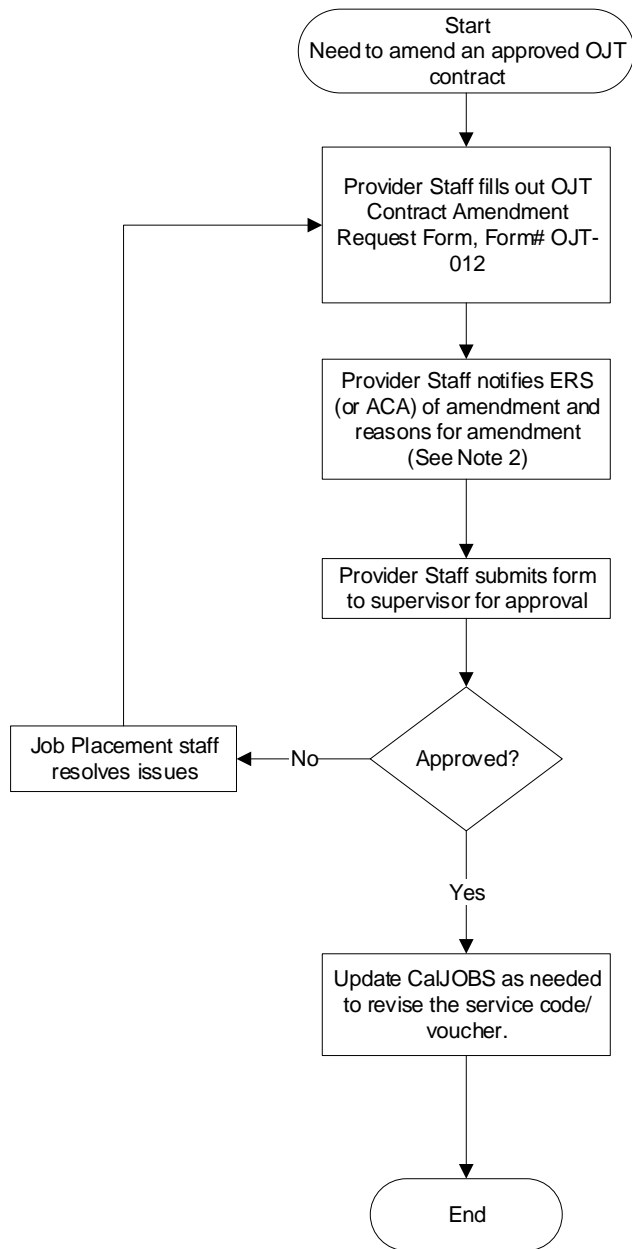 Start
Need to amend an approved OJT
contract
Provider Staff fills out OJT
Contract Amendment
Request Form, Form# OJT-
012
Provider Staff notifies ERS
(or ACA) of amendment and
reasons for amendment
(See Note 2)
Provider Staff submits form
to supervisor for approval
Approved?
No
Job Placement staff
resolves issues
Yes
Update CalJOBS as needed
to revise the service code/
voucher.
End